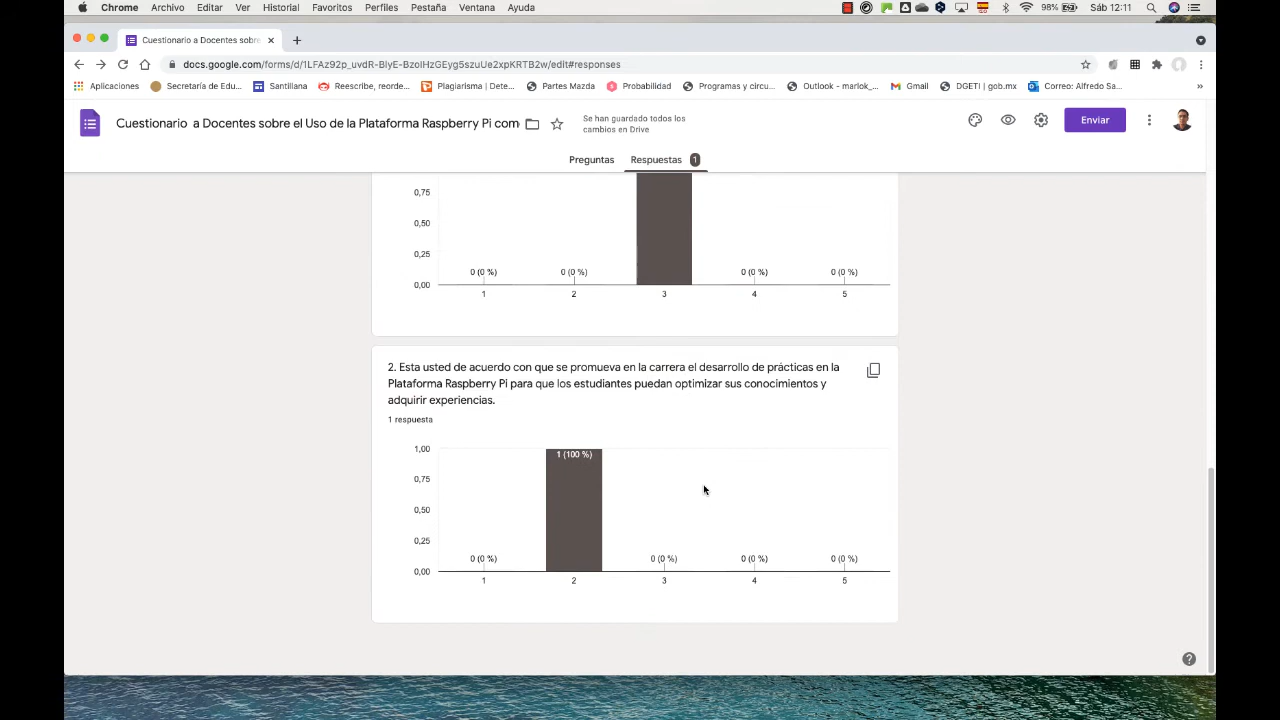 Chrome Archivo Editar Ver Historial Favoritos Perfiles Pestaña Ventana Ayuda 98% Sáb 12:11
Cuestionario a Docentes sobre
docs.google.com/forms/d/1LFAz92p_uvdR-BlyE-BzoIHzGEyg5szuUe2xpKRTB2w/edit#responses
Aplicaciones Secretaría de Edu... Santillana Reescribe, reorde... Plagiarisma | Dete... Partes Mazda Probabilidad Programas y circu... Outlook - marlok_... Gmail DGETI | gob.mx Correo: Alfredo Sa... »
Cuestionario a Docentes sobre el Uso de la Plataforma Raspberry Pi com
Se han guardado todos los
cambios en Drive
Enviar
Preguntas Respuestas 1
0,75
0,50
0,25
0 (0 %) 0 (0 %) 0 (0 %) 0 (0 %)
0,00
1 2 3 4 5
2. Esta usted de acuerdo con que se promueva en la carrera el desarrollo de prácticas en la
Plataforma Raspberry Pi para que los estudiantes puedan optimizar sus conocimientos y
adquirir experiencias.
1 respuesta
1,00
1 (100 %)
0,75
0,50
0,25
0 (0 %) 0 (0 %) 0 (0 %) 0 (0 %)
0,00
1 2 3 4 5